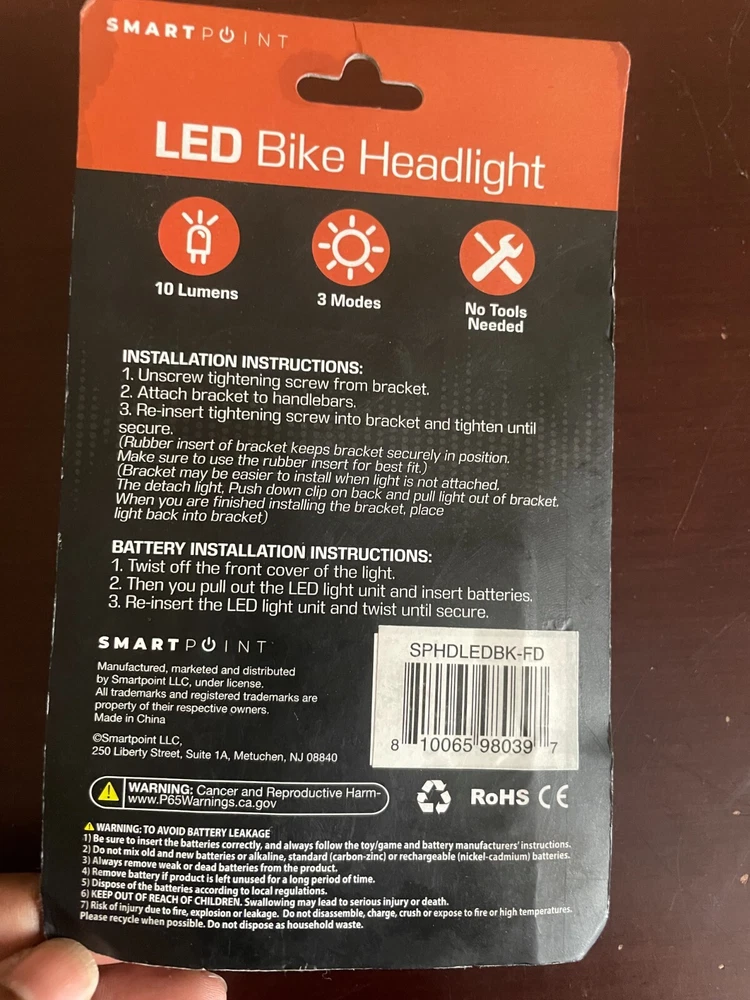 SMARTPOINT
LED Bike Headlight
10 Lumens
3 Modes
No Tools
Needed
INSTALLATION INSTRUCTIONS:
1. Unscrew tightening screw from bracket.
2. Attach bracket to handlebars.
3. Re-insert tightening screw into bracket and tighten until
secure.
(Rubber insert of bracket keeps bracket securely in position.
Make sure to use the rubber insert for best fit.)
(Bracket may be easier to install when light is not attached.
The detach light, Push down clip on back and pull light out of bracket.
When you are finished installing the bracket, place
light back into bracket)
BATTERY INSTALLATION INSTRUCTIONS:
1. Twist off the front cover of the light.
2. Then you pull out the LED light unit and insert batteries.
3. Re-insert the LED light unit and twist until secure.
SMARTPOINT
Manufactured, marketed and distributed
by Smartpoint LLC, under license.
All trademarks and registered trademarks are
property of their respective owners.
Made in China
©Smartpoint LLC,
250 Liberty Street, Suite 1A, Metuchen, NJ 08840
SPHDLEDBK-FD
8 10065 98039 7
WARNING: Cancer and Reproductive Harm-
www.P65Warnings.ca.gov
RoHS CE
WARNING: TO AVOID BATTERY LEAKAGE
1) Be sure to insert the batteries correctly, and always follow the toy/game and battery manufacturers' instructions.
2) Do not mix old and new batteries or alkaline, standard (carbon-zinc) or rechargeable (nickel-cadmium) batteries.
3) Always remove weak or dead batteries from the product.
4) Remove battery if product is left unused for a long period of time.
5) Dispose of the batteries according to local regulations.
6) KEEP OUT OF REACH OF CHILDREN. Swallowing may lead to serious injury or death.
7) Risk of injury due to fire, explosion or leakage. Do not disassemble, charge, crush or expose to fire or high temperatures.
Please recycle when possible. Do not dispose as household waste.